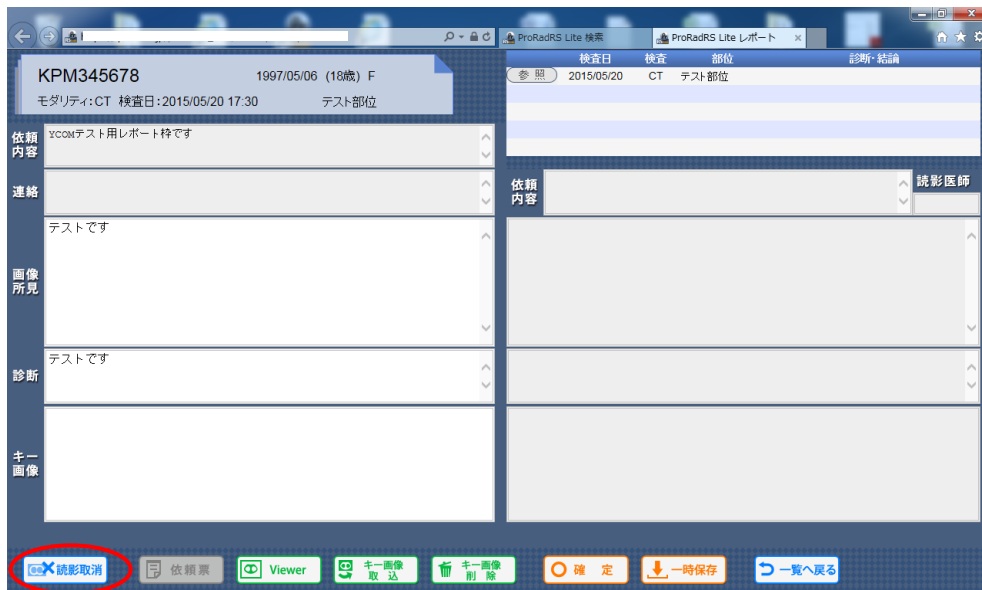 ProRadRS Lite 検索
ProRadRS Lite レポート
KPM345678 1997/05/06 (18歳) F
モダリティ:CT 検査日:2015/05/20 17:30 テスト部位
検査日 検査 部位 診断・結論
参 照 2015/05/20 CT テスト部位
依頼
内容
YCOMテスト用レポート枠です
連絡
依頼
内容
読影医師
画像
所見
テストです
診断
テストです
キー
画像
読影取消
依 頼 票
Viewer
キー画像
取 込
キー画像
削 除
確 定
一時保存
一覧へ戻る